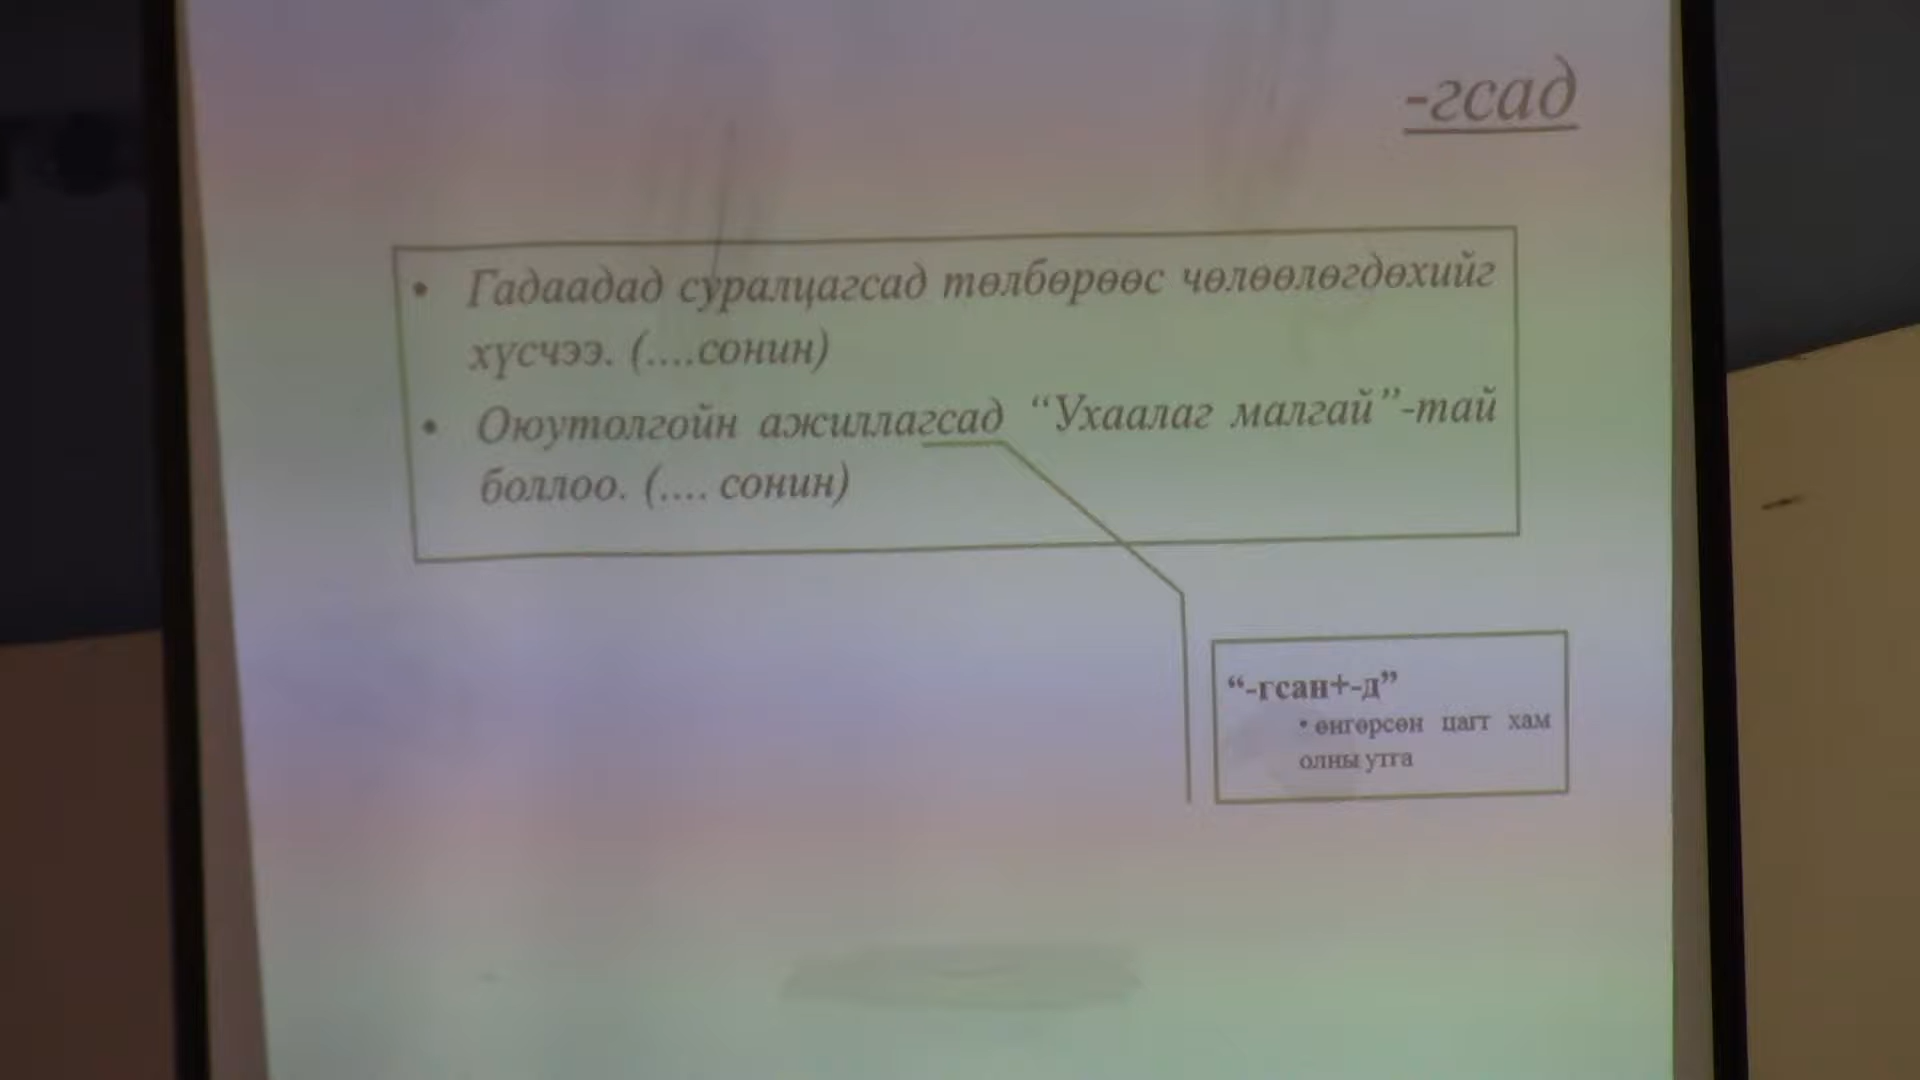 -гсад
• Гадаадад суралцагсад төлбөрөөс чөлөөлөгдөхийг
хүсчээ. (....сонин)
• Оюутолгойн ажиллагсад “Ухаалаг малгай”-тай
боллоо. (.... сонин)
“-гсан+-д”
• өнгөрсөн цагт хам
олны утга